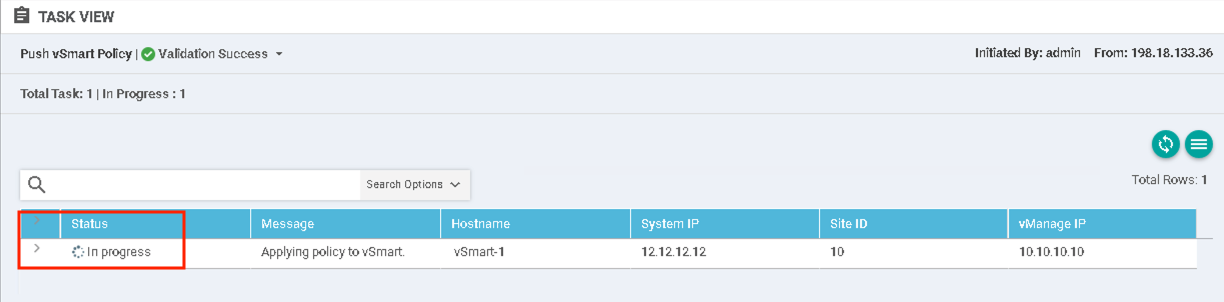 TASK VIEW
Push vSmart Policy | Validation Success
Initiated By: admin From: 198.18.133.36
Total Task: 1 | In Progress : 1
Search Options
Total Rows: 1
Status Message Hostname System IP Site ID vManage IP
In progress Applying policy to vSmart. vSmart-1 12.12.12.12 10 10.10.10.10